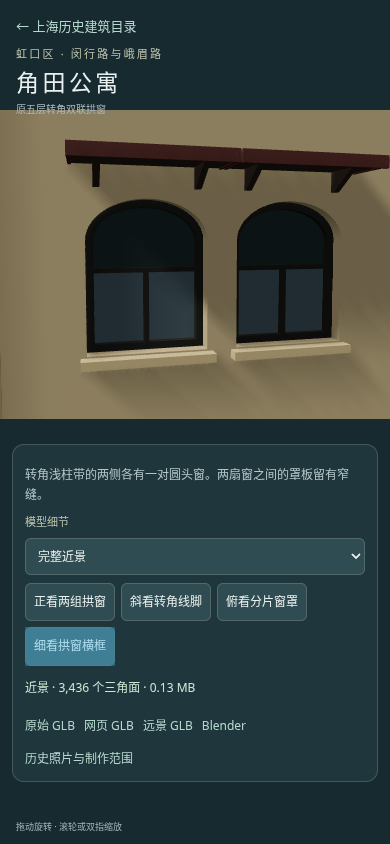 ← 上海历史建筑目录
虹口区 · 闵行路与峨眉路
角田公寓
原五层转角双联拱窗
转角浅柱带的两侧各有一对圆头窗。两扇窗之间的罩板留有窄
缝。
模型细节
完整近景
正看两组拱窗 斜看转角线脚 俯看分片窗罩
细看拱窗横框
近景 · 3,436 个三角面 · 0.13 MB
原始 GLB 网页 GLB 远景 GLB Blender
历史照片与制作范围
拖动旋转 · 滚轮或双指缩放